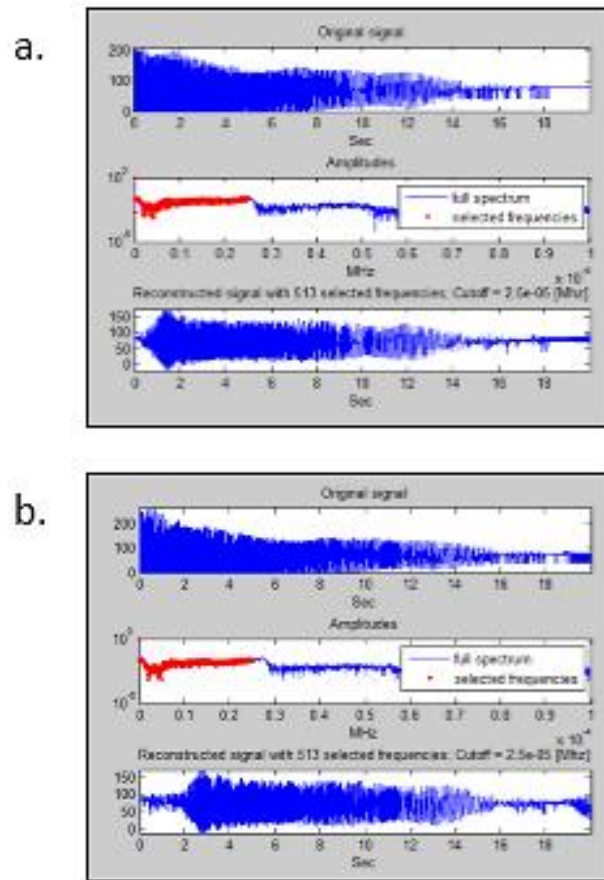 a.
Original signal
200
100
0
0 2 4 6 8 10 12 14 16 18
Sec
Amplitudes
full spectrum
selected frequencies
0 0.1 0.2 0.3 0.4 0.5 0.6 0.7 0.8 0.9 1
MHz
Reconstructed signal with 513 selected frequencies; Cutoff = 2.5e-05 [Mhz]
150
100
50
0
0 2 4 6 8 10 12 14 16 18
Sec
b.
Original signal
200
100
0
0 2 4 6 8 10 12 14 16 18
Sec
Amplitudes
full spectrum
selected frequencies
0 0.1 0.2 0.3 0.4 0.5 0.6 0.7 0.8 0.9 1
MHz
Reconstructed signal with 513 selected frequencies; Cutoff = 2.5e-05 [Mhz]
150
100
50
0
0 2 4 6 8 10 12 14 16 18
Sec